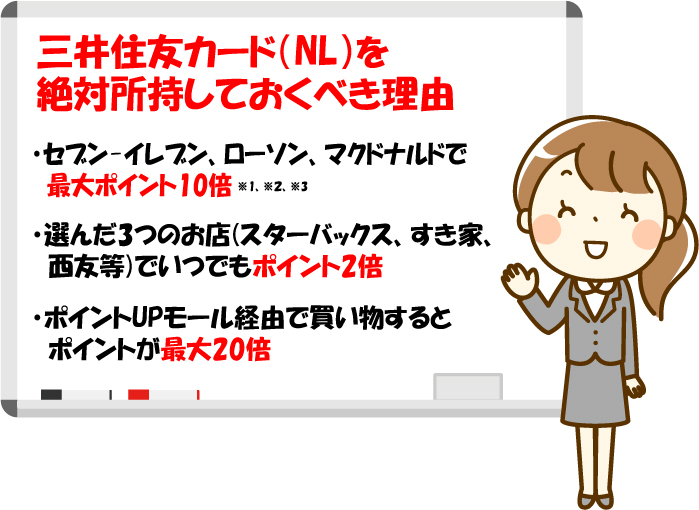 三井住友カード(NL)を
絶対所持しておくべき理由
・セブン-イレブン、ローソン、マクドナルドで
最大ポイント10倍 ※1、※2、※3
・選んだ3つのお店(スターバックス、すき家、
西友等)でいつでもポイント2倍
・ポイントUPモール経由で買い物すると
ポイントが最大20倍